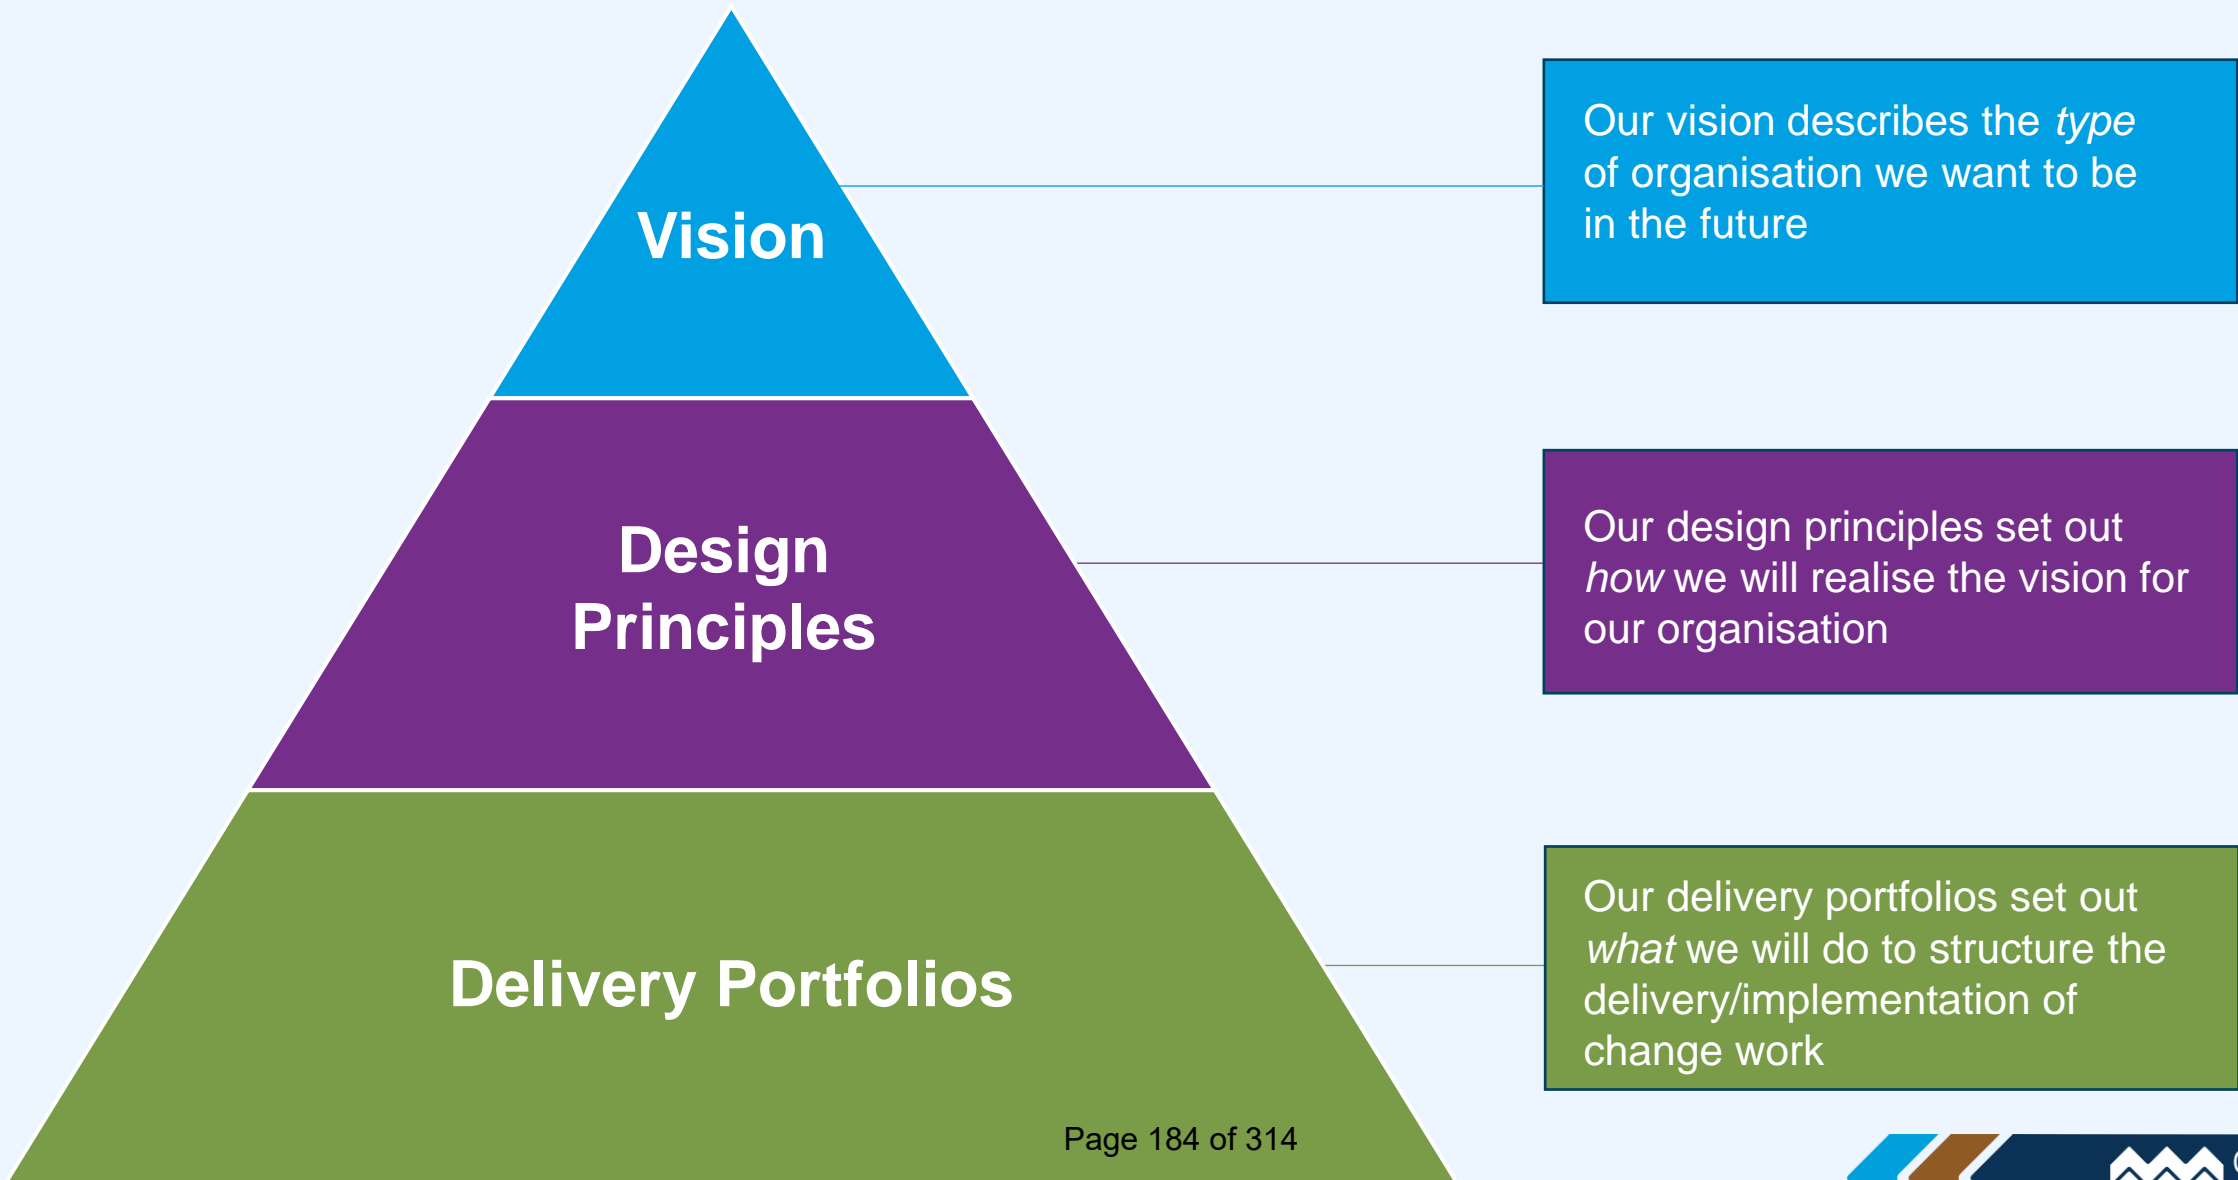 Vision
Our vision describes the type
of organisation we want to be
in the future
Design
Principles
Our design principles set out
how we will realise the vision for
our organisation
Delivery Portfolios
Our delivery portfolios set out
what we will do to structure the
delivery/implementation of
change work
Page 184 of 314